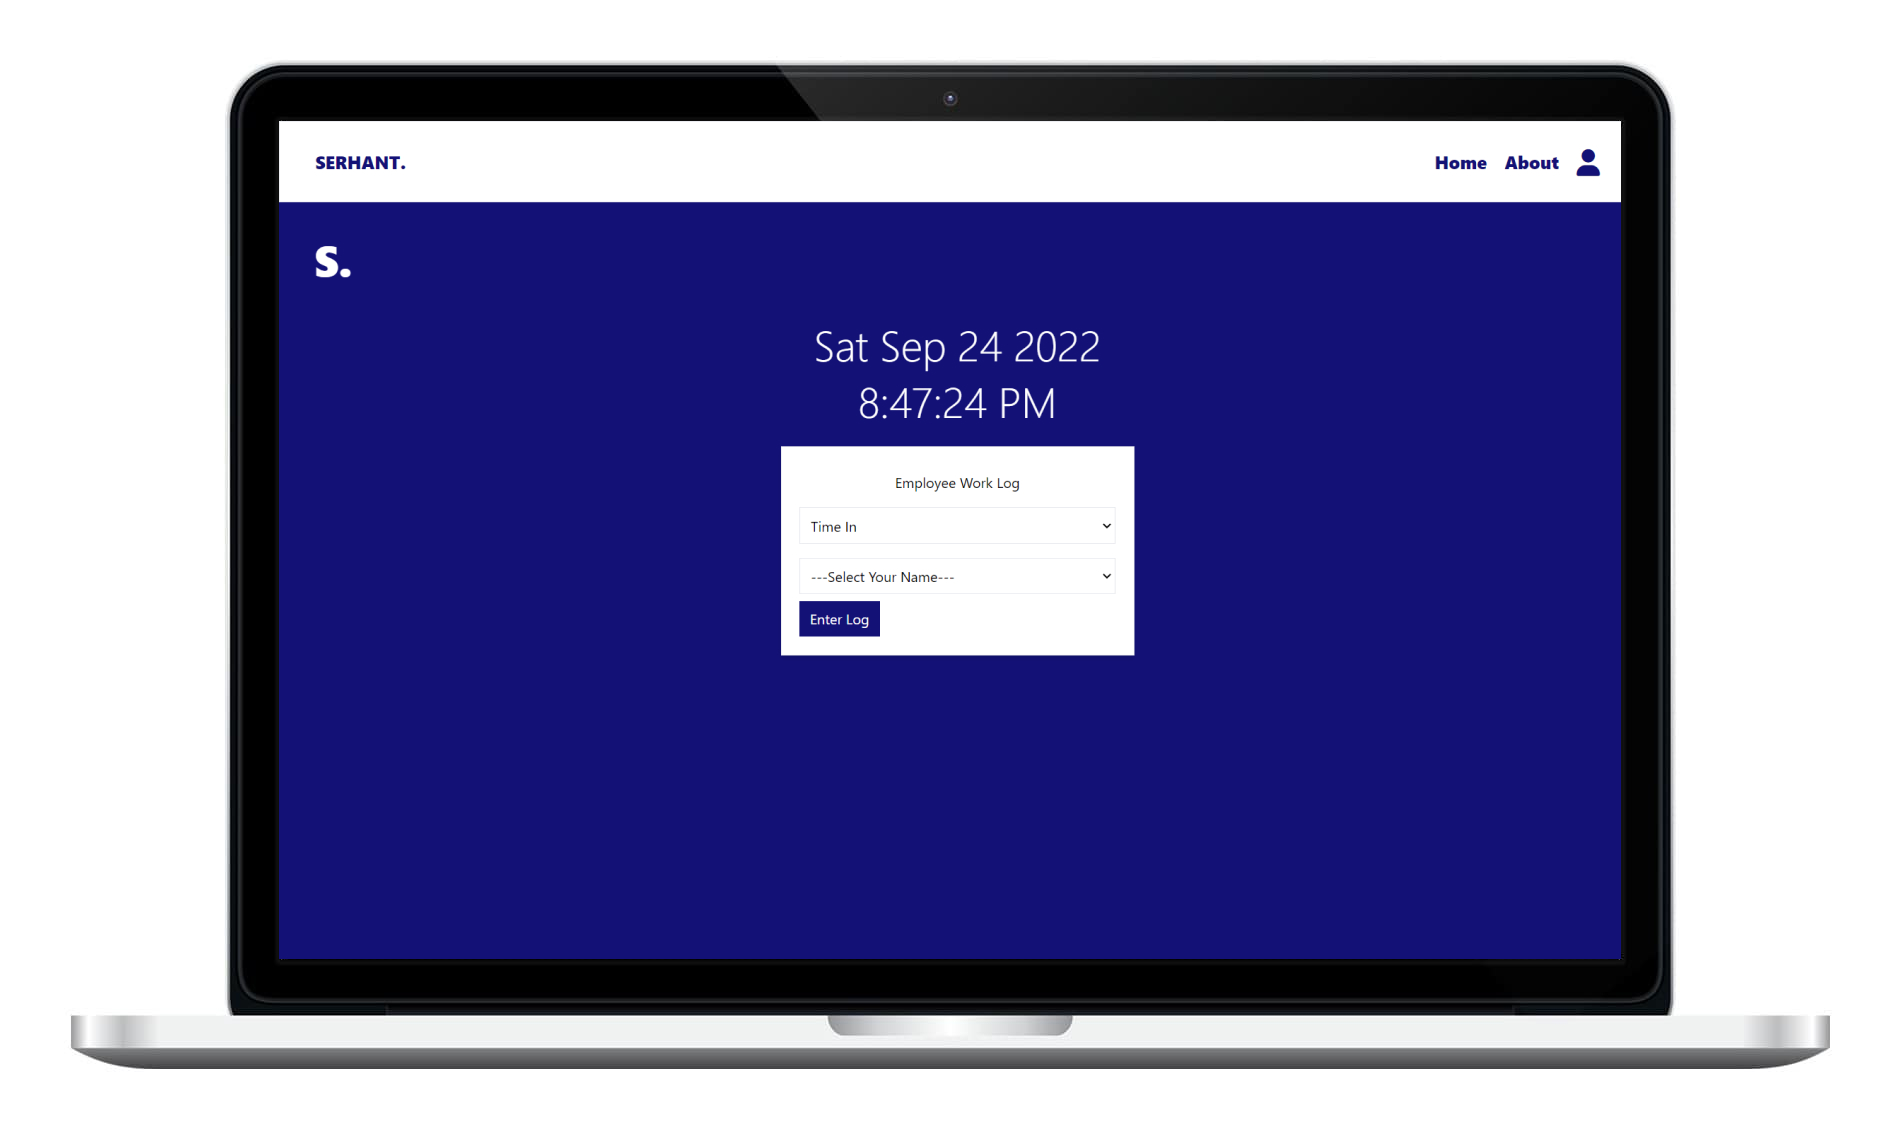 SERHANT.
Home About
S.
Sat Sep 24 2022
8:47:24 PM
Employee Work Log
Time In
---Select Your Name---
Enter Log